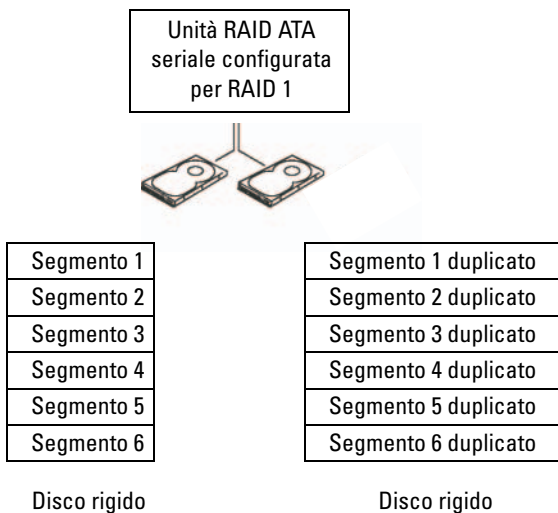 Unità RAID ATA
seriale configurata
per RAID 1
Segmento 1
Segmento 1 duplicato
Segmento 2
Segmento 2 duplicato
Segmento 3
Segmento 3 duplicato
Segmento 4
Segmento 4 duplicato
Segmento 5
Segmento 5 duplicato
Segmento 6
Segmento 6 duplicato
Disco rigido
Disco rigido